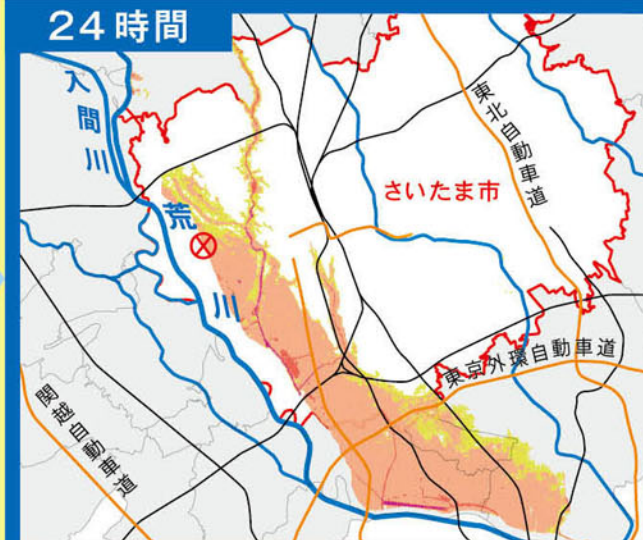 24時間
入間川
荒川
さいたま市
東北自動車道
東京外環自動車道
関越自動車道